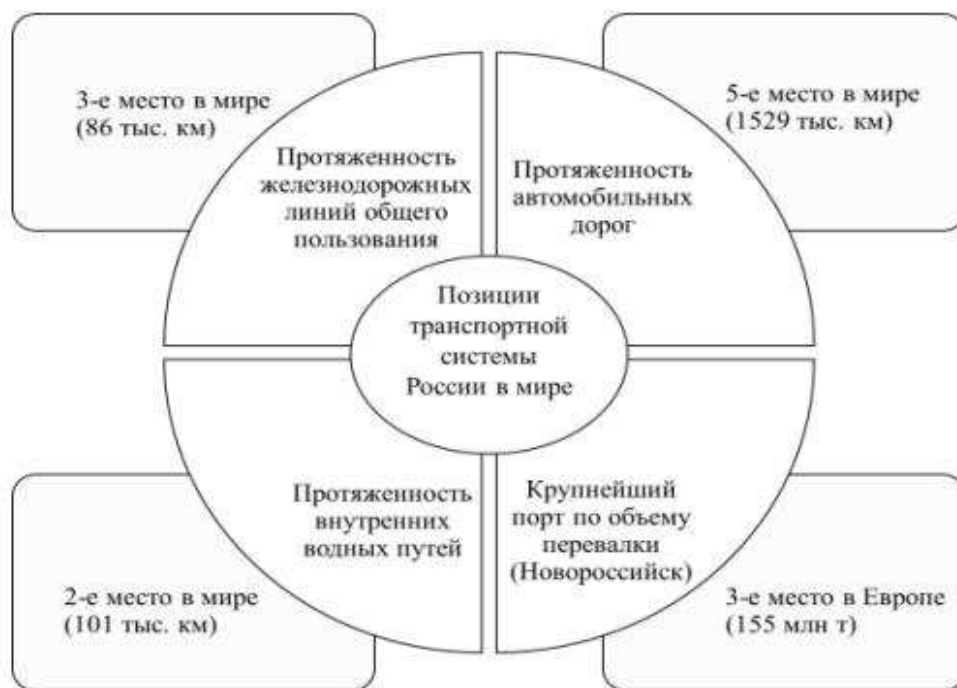 3-е место в мире
(86 тыс. км)
5-е место в мире
(1529 тыс. км)
Протяженность
железнодорожных
линий общего
пользования
Протяженность
автомобильных
дорог
Позиции
транспортной
системы
России в мире
Протяженность
внутренних
водных путей
Крупнейший
порт по объему
перевалки
(Новороссийск)
2-е место в мире
(101 тыс. км)
3-е место в Европе
(155 млн т)